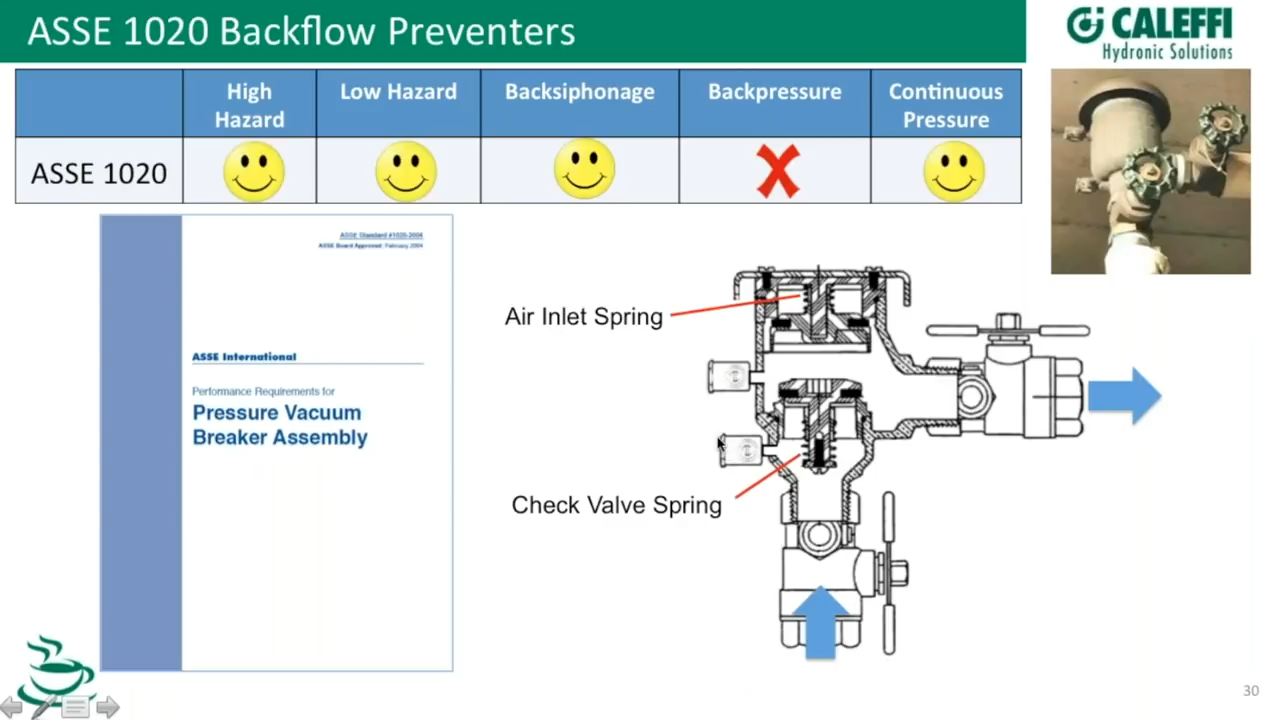 ASSE 1020 Backflow Preventers
CALEFFI
Hydronic Solutions
High Hazard
Low Hazard
Backsiphonage
Backpressure
Continuous Pressure
ASSE 1020
ASSE Standard #1020-2004
ASSE Board Approved: February 2004
ASSE International
Performance Requirements for
Pressure Vacuum
Breaker Assembly
Air Inlet Spring
Check Valve Spring
30